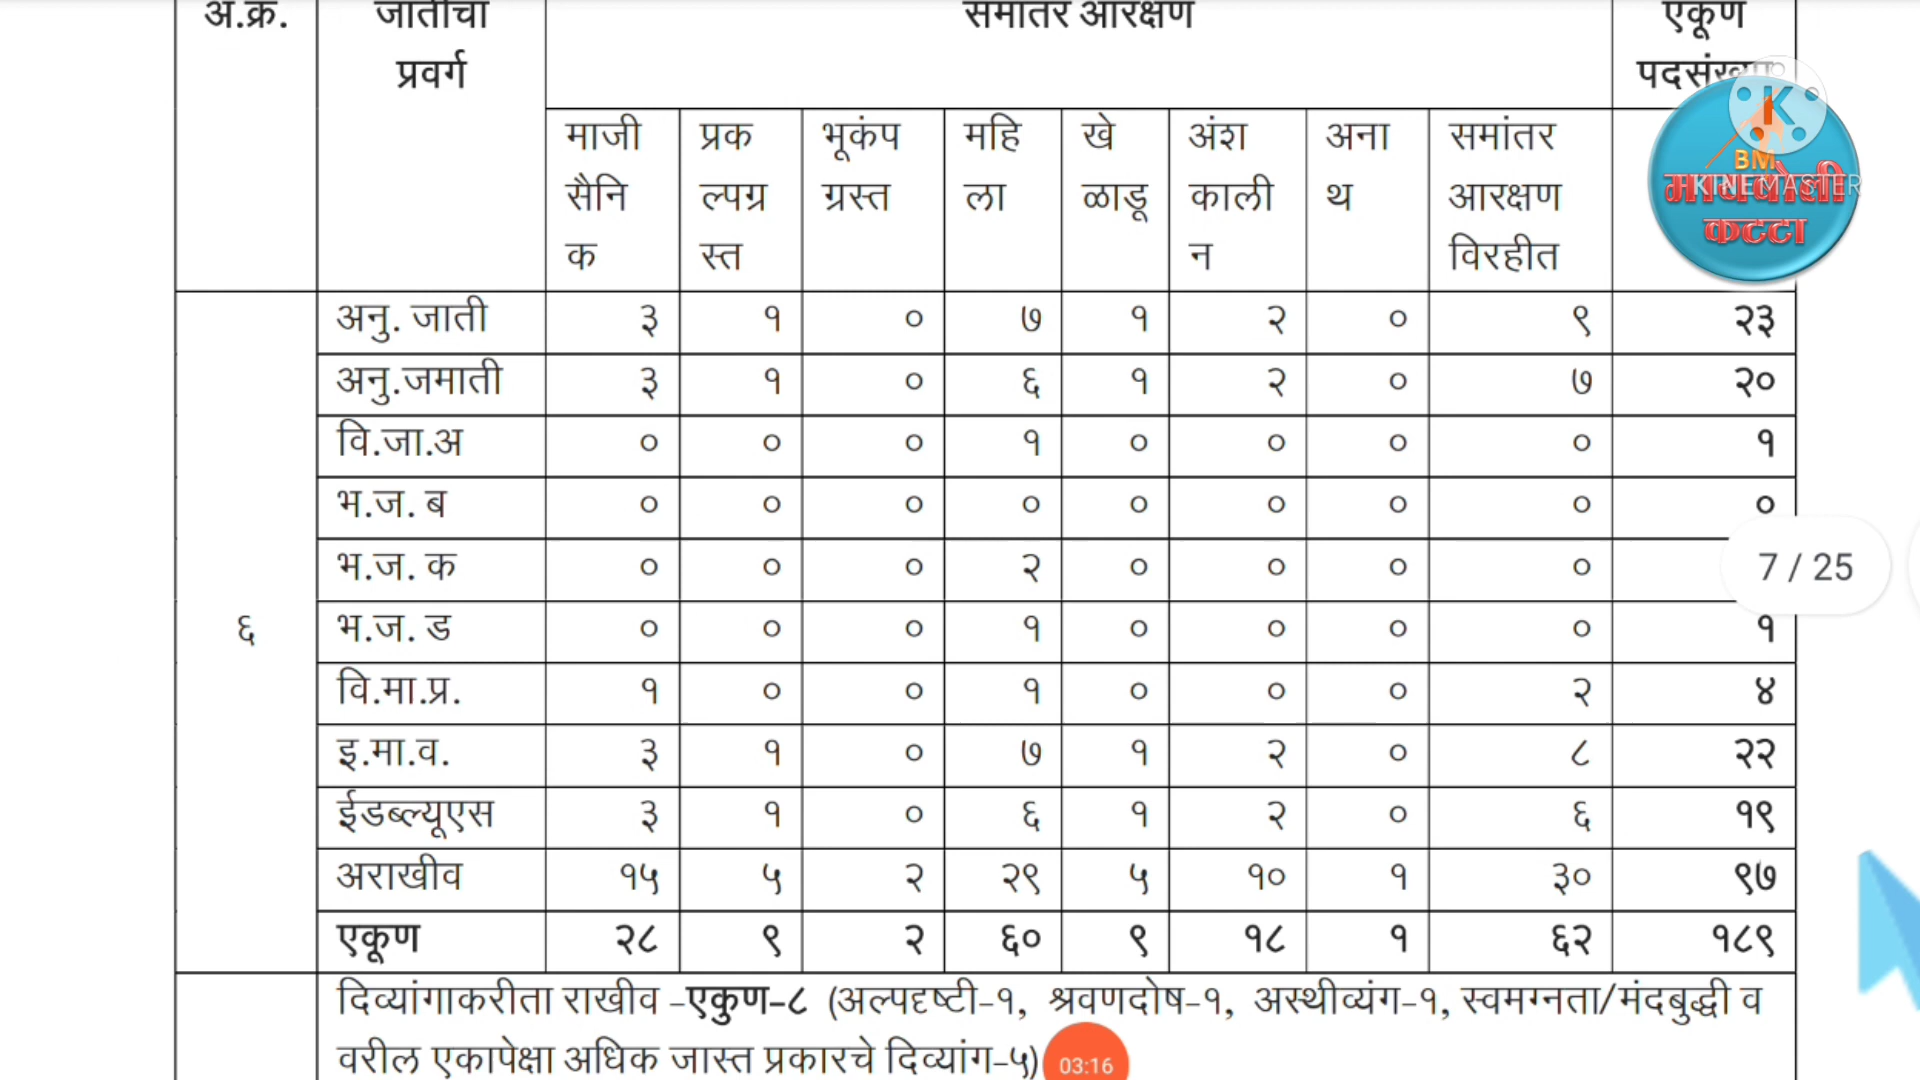 अ.क्र. जातीचा समांतर आरक्षण एकूण
प्रवर्ग पदसंख्या
माजी प्रक भूकंप महि खे अंश अना समांतर
सैनि ल्पग्र ग्रस्त ला ळाडू काली थ आरक्षण
क स्त न विरहीत
BM
KINEMASTER
कटटा
अनु. जाती ३ १ ० ७ १ २ ० ९ २३
अनु.जमाती ३ १ ० ६ १ २ ० ७ २०
वि.जा.अ ० ० ० १ ० ० ० ० १
भ.ज. ब ० ० ० ० ० ० ० ० ०
भ.ज. क ० ० ० २ ० ० ० ०
7 / 25
६ भ.ज. ड ० ० ० १ ० ० ० ० १
वि.मा.प्र. १ ० ० १ ० ० ० २ ४
इ.मा.व. ३ १ ० ७ १ २ ० ८ २२
ईडब्ल्यूएस ३ १ ० ६ १ २ ० ६ १९
अराखीव १५ ५ २ २९ ५ १० १ ३० ९७
एकूण २८ ९ २ ६० ९ १८ १ ६२ १८९
दिव्यांगाकरीता राखीव -एकुण-८ (अल्पदृष्टी-१, श्रवणदोष-१, अस्थीव्यंग-१, स्वमग्नता/मंदबुद्धी व
वरील एकापेक्षा अधिक जास्त प्रकारचे दिव्यांग-५)
03:16